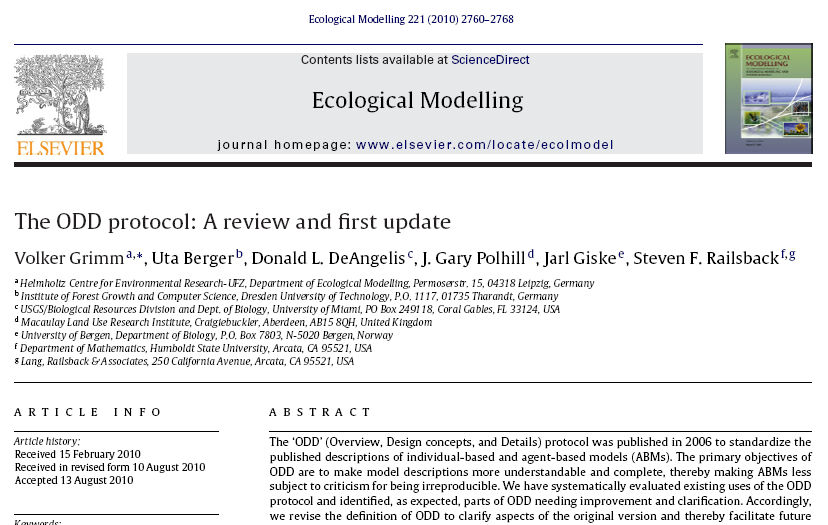 Ecological Modelling 221 (2010) 2760–2768
Contents lists available at ScienceDirect
Ecological Modelling
journal homepage: www.elsevier.com/locate/ecolmodel
ELSEVIER
ECOLOGICAL
MODELLING
The ODD protocol: A review and first update
Volker Grimm a,*, Uta Berger b, Donald L. DeAngelis c, J. Gary Polhill d, Jarl Giske e, Steven F. Railsback f,g
a Helmholtz Centre for Environmental Research-UFZ, Department of Ecological Modelling, Permoserstr, 15, 04318 Leipzig, Germany
b Institute of Forest Growth and Computer Science, Dresden University of Technology, P.O. 1117, 01735 Tharandt, Germany
c USGS/Biological Resources Division and Dept. of Biology, University of Miami, PO Box 249118, Coral Gables, FL 33124, USA
d Macaulay Land Use Research Institute, Craigiebuckler, Aberdeen, AB15 8QH, United Kingdom
e University of Bergen, Department of Biology, P.O. Box 7803, N-5020 Bergen, Norway
f Department of Mathematics, Humboldt State University, Arcata, CA 95521, USA
g Lang, Railsback & Associates, 250 California Avenue, Arcata, CA 95521, USA
ARTICLE INFO
Article history:
Received 15 February 2010
Received in revised form 10 August 2010
Accepted 13 August 2010
Keywords:
ABSTRACT
The ‘ODD’ (Overview, Design concepts, and Details) protocol was published in 2006 to standardize the
published descriptions of individual-based and agent-based models (ABMs). The primary objectives of
ODD are to make model descriptions more understandable and complete, thereby making ABMs less
subject to criticism for being irreproducible. We have systematically evaluated existing uses of the ODD
protocol and identified, as expected, parts of ODD needing improvement and clarification. Accordingly,
we revise the definition of ODD to clarify aspects of the original version and thereby facilitate future